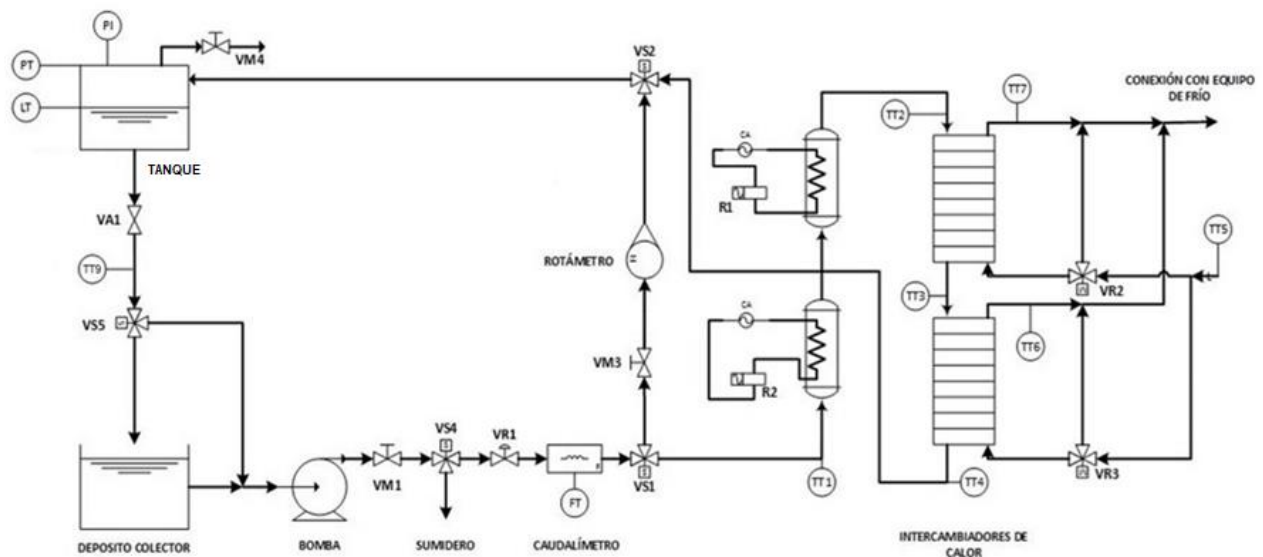 PI
VM4
PT
LT
TANQUE
VA1
TT9
VS5
DEPOSITO COLECTOR
BOMBA
VM1
VS4
S
SUMIDERO
VR1
CAUDALÍMETRO
F
FT
VS1
S
VM3
ROTÁMETRO
VS2
S
CA
R1
CA
R2
TT1
TT2
TT3
TT4
TT7
TT6
TT5
VR2
VR3
CONEXIÓN CON EQUIPO
DE FRÍO
INTERCAMBIADORES DE
CALOR